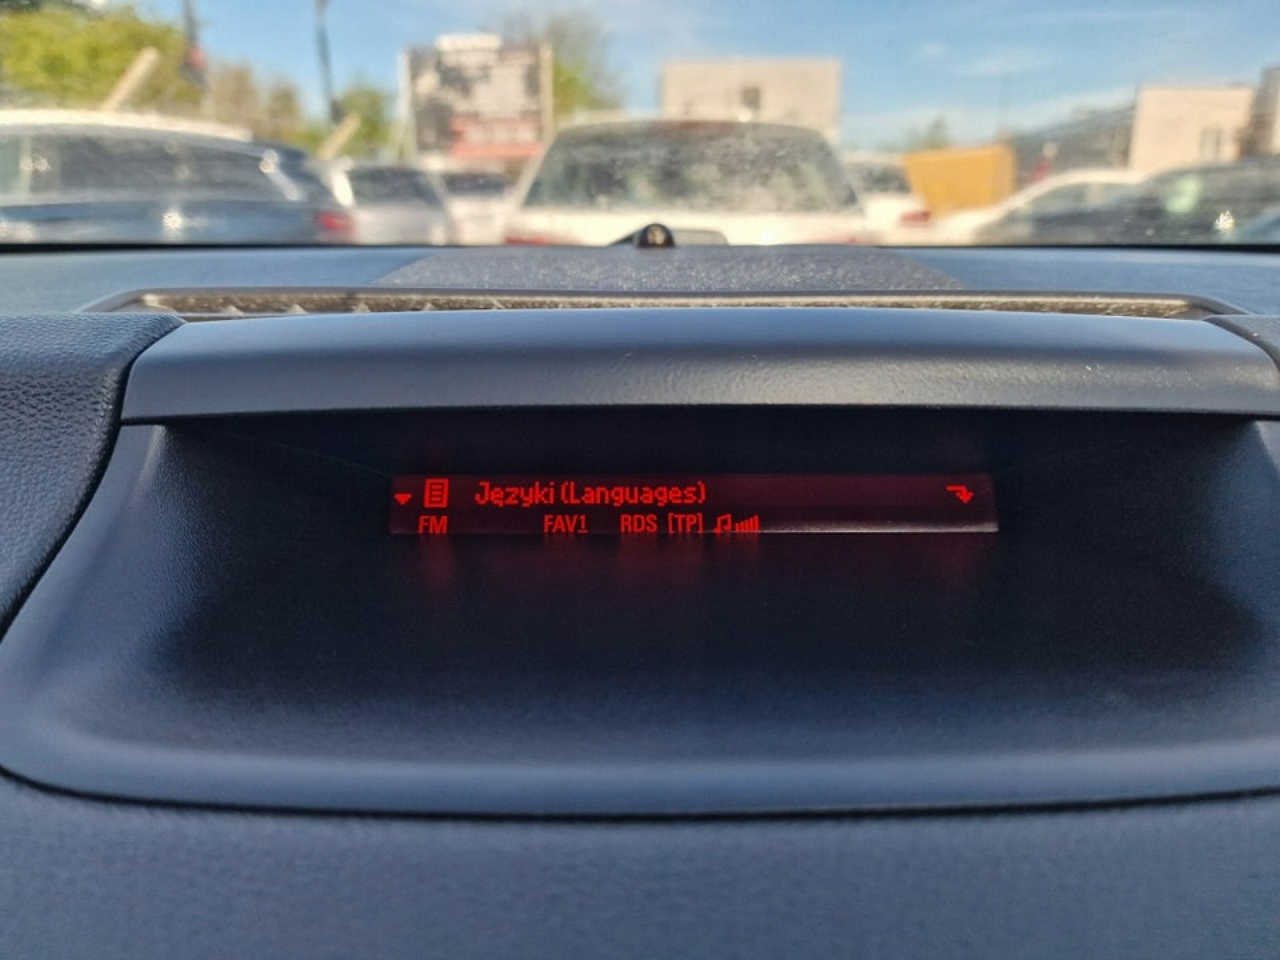 Języki (Languages)
FM FAV1 RDS [TP]